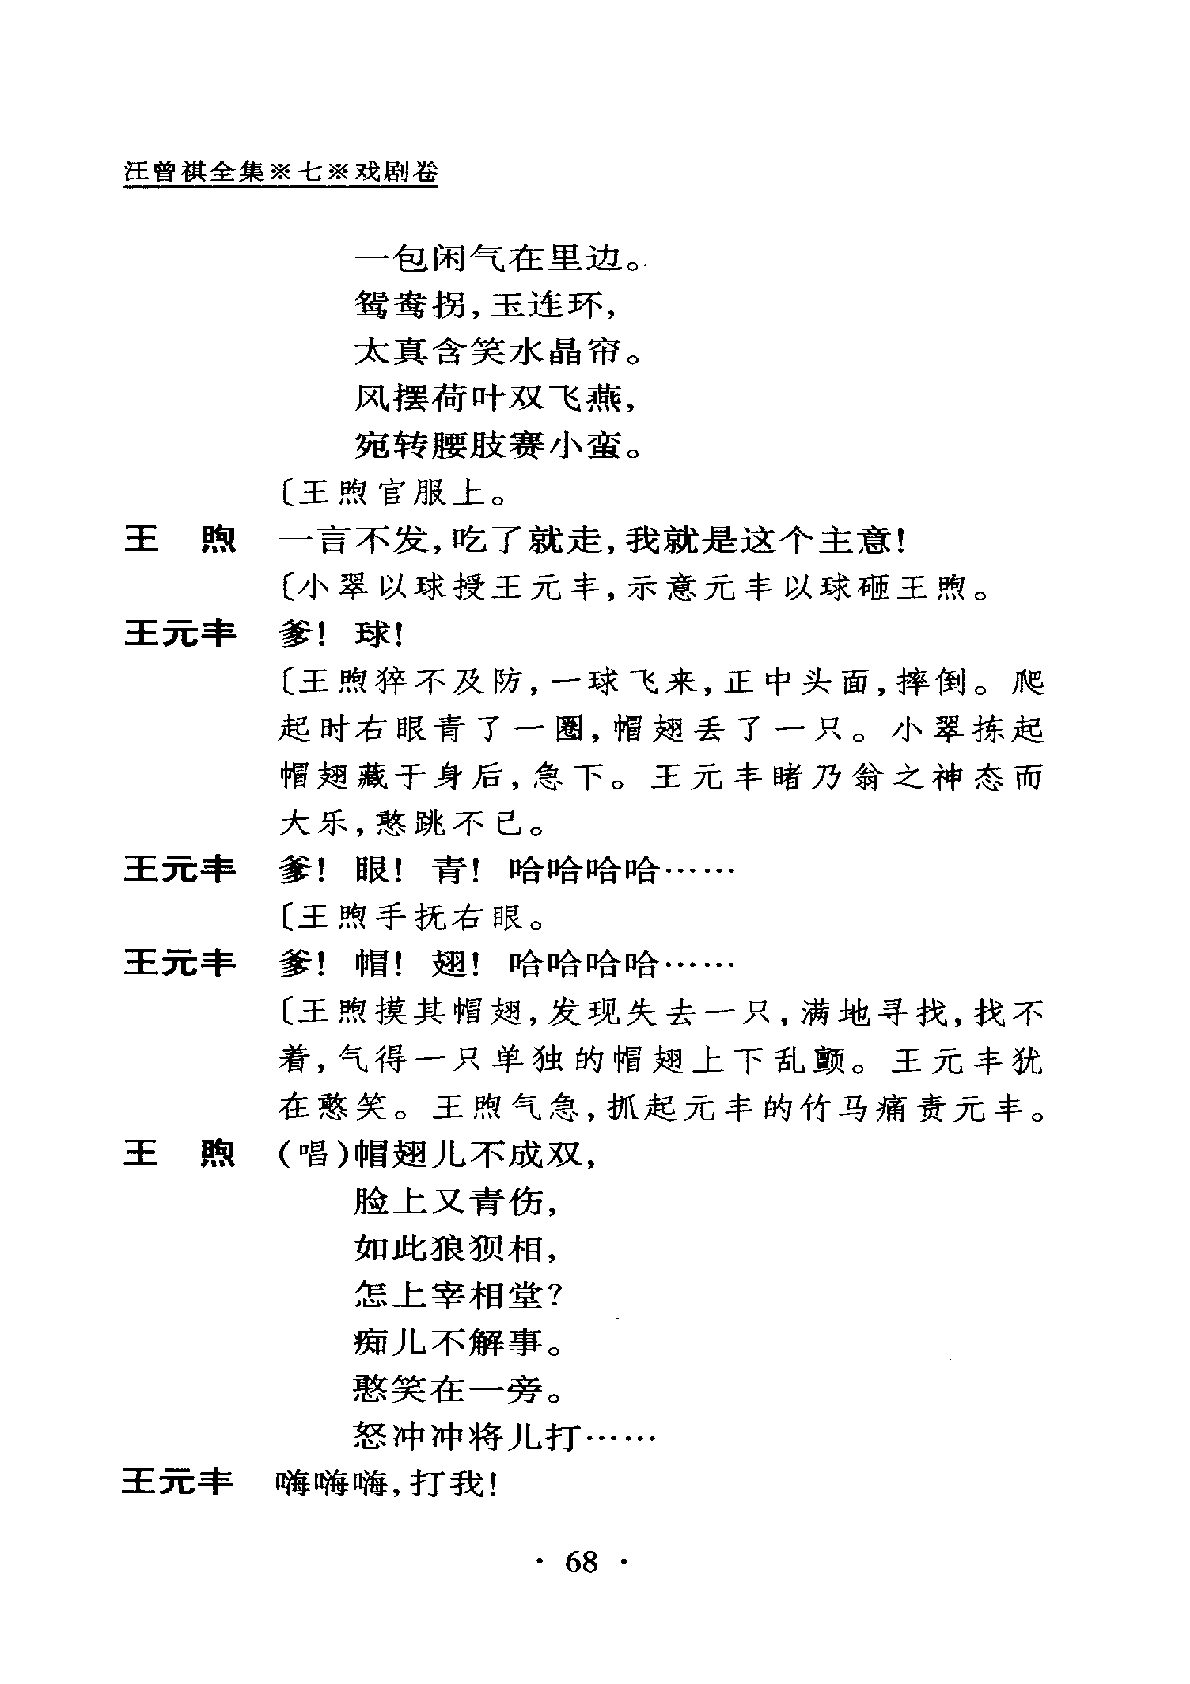 汪曾祺全集※七※戏剧卷
一包闲气在里边。
鸳鸯拐,玉连环,
太真含笑水晶帘。
风摆荷叶双飞燕,
宛转腰肢赛小蛮。
〔王煦官服上。
王　煦　一言不发,吃了就走,我就是这个主意!
〔小翠以球授王元丰,示意元丰以球砸王煦。
王元丰　爹! 球!
〔王煦猝不及防,一球飞来,正中头面,摔倒。爬
起时右眼青了一圈,帽翅丢了一只。小翠拣起
帽翅藏于身后,急下。王元丰睹乃翁之神态而
大乐,憨跳不已。
王元丰　爹! 眼! 青! 哈哈哈哈……
〔王煦手抚右眼。
王元丰　爹! 帽! 翅! 哈哈哈哈……
〔王煦摸其帽翅,发现失去一只,满地寻找,找不
着,气得一只单独的帽翅上下乱颤。王元丰犹
在憨笑。王煦气急,抓起元丰的竹马痛责元丰。
王　煦　(唱)帽翅儿不成双,
脸上又青伤,
如此狼狈相,
怎上宰相堂?
痴儿不解事。
憨笑在一旁。
怒冲冲将儿打……
王元丰　嗨嗨嗨,打我!
· 68 ·